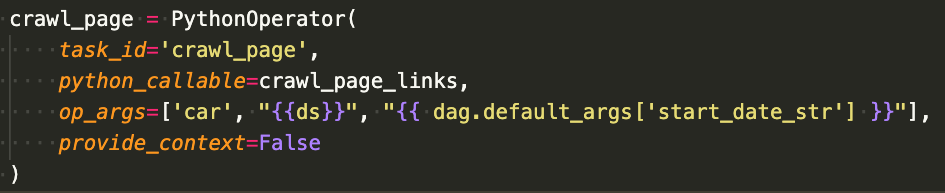 crawl_page = PythonOperator(
    task_id='crawl_page',
    python_callable=crawl_page_links,
    op_args=['car', "{{ds}}", "{{ dag.default_args['start_date_str'] }}"],
    provide_context=False
)